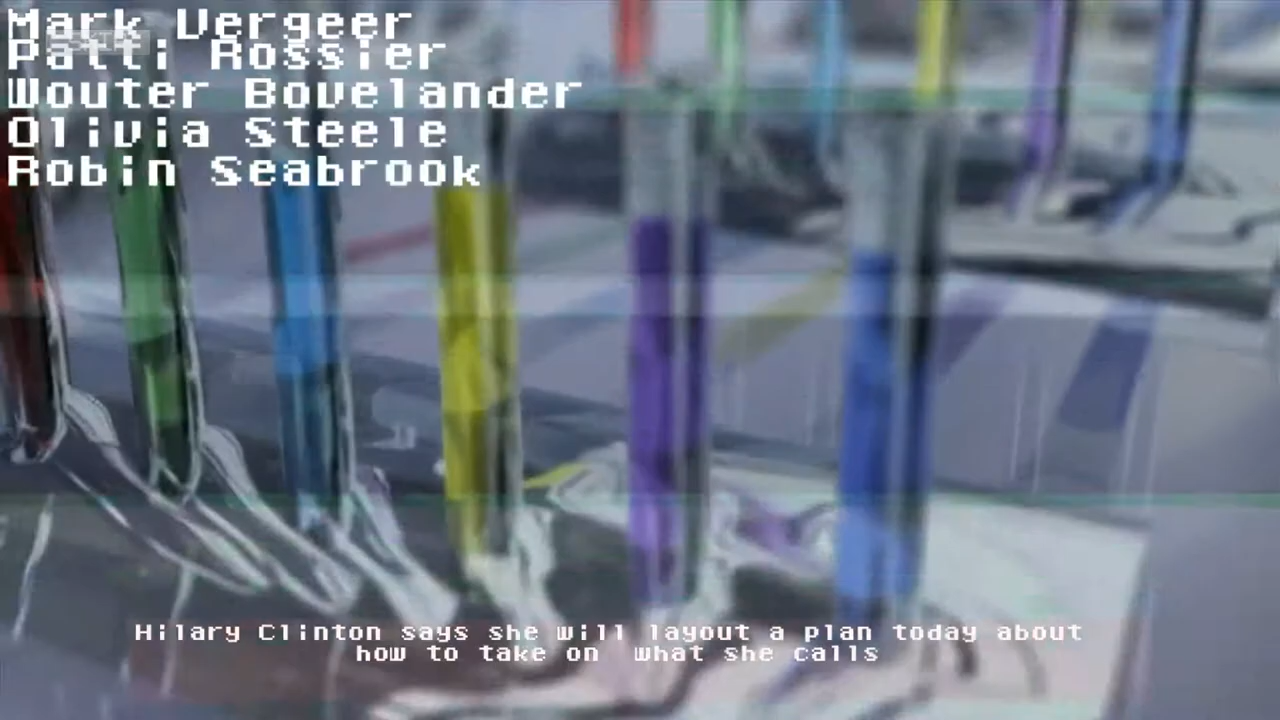 Mark Vergeer
Patti Rossier
Wouter Bovelander
Olivia Steele
Robin Seabrook
Hilary Clinton says she will layout a plan today about
how to take on what she calls